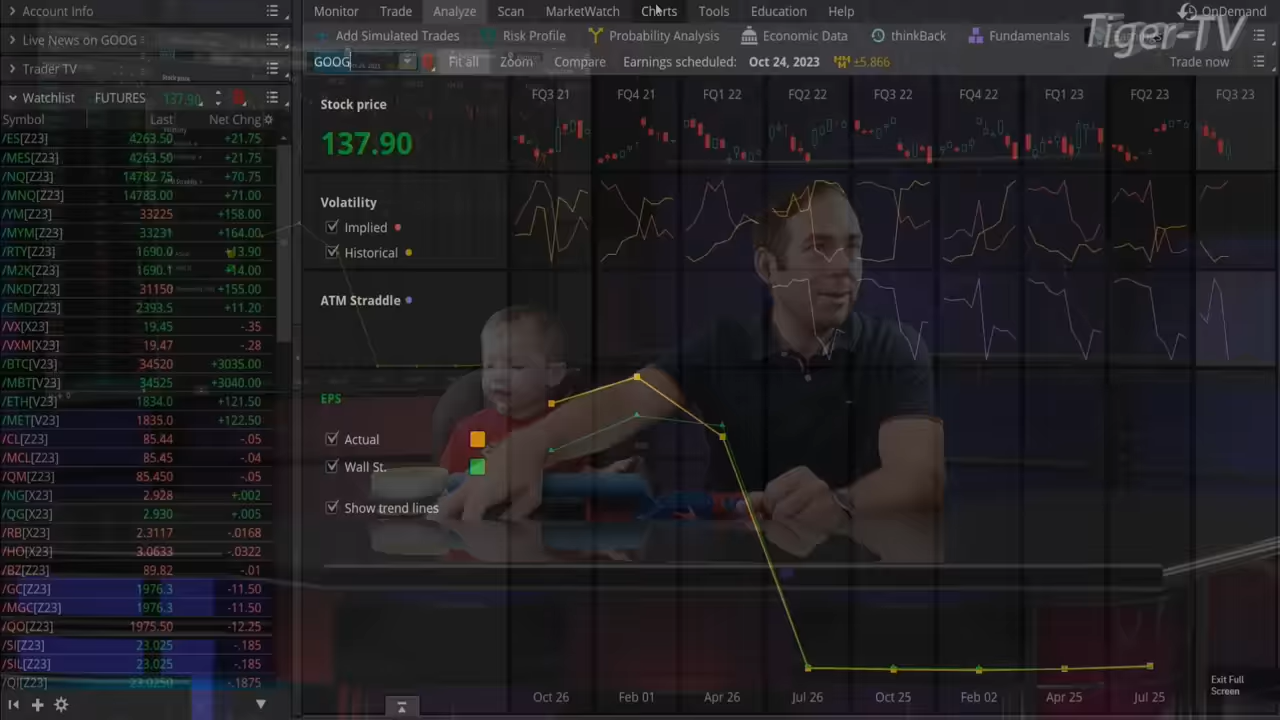 Account Info
Live News on GOOG
Trader TV
Watchlist FUTURES 137.90
Symbol Last Net Chng
/ES[Z23] 4263.50 +21.75
/MES[Z23] 4263.50 +21.75
/NQ[Z23] 14782.75 +70.75
/MNQ[Z23] 14783.00 +71.00
/YM[Z23] 33225 +158.00
/MYM[Z23] 33231 +164.00
/RTY[Z23] 1690.0 +13.90
/M2K[Z23] 1690.1 +14.00
/NKD[Z23] 31150 +155.00
/EMD[Z23] 2393.5 +11.20
/VX[X23] 19.45 -.35
/VXM[X23] 19.47 -.28
/BTC[V23] 34520 +3035.00
/MBT[V23] 34525 +3040.00
/ETH[V23] 1834.0 +121.50
/MET[V23] 1835.0 +122.50
/CL[Z23] 85.44 -.05
/MCL[Z23] 85.45 -.04
/QM[Z23] 85.450 -.05
/NG[X23] 2.928 +.002
/QG[X23] 2.930 +.005
/RB[X23] 2.3117 -.0168
/HO[X23] 3.0633 -.0322
/BZ[Z23] 89.82 -.01
/GC[Z23] 1976.3 -11.50
/MGC[Z23] 1976.3 -11.50
/QO[Z23] 1975.50 -12.25
/SI[Z23] 23.025 -.185
/SIL[Z23] 23.025 -.185
/QI[Z23] 23.0250 -.1875
Monitor Trade Analyze Scan MarketWatch Charts Tools Education Help OnDemand
Tiger-TV
Add Simulated Trades Risk Profile Probability Analysis Economic Data thinkBack Fundamentals
GOOG Fit all Zoom Compare Earnings scheduled: Oct 24, 2023 ±5.866 Trade now
Stock price
137.90
FQ3 21 FQ4 21 FQ1 22 FQ2 22 FQ3 22 FQ4 22 FQ1 23 FQ2 23 FQ3 23
Volatility
Implied
Historical
ATM Straddle
EPS
Actual
Wall St.
Show trend lines
Oct 26 Feb 01 Apr 26 Jul 26 Oct 25 Feb 02 Apr 25 Jul 25
Exit Full
Screen